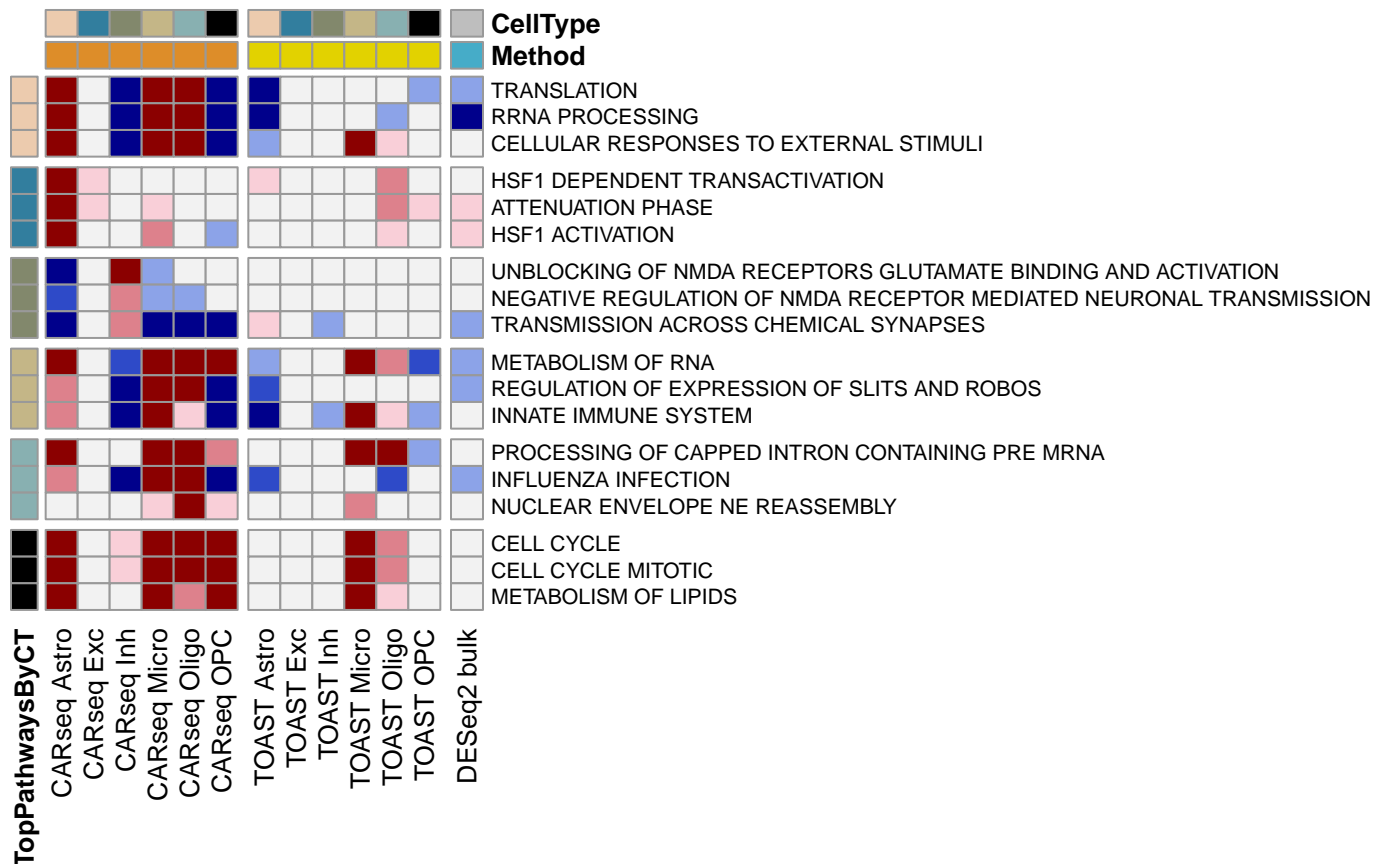 CellType
Method
TRANSLATION
RRNA PROCESSING
CELLULAR RESPONSES TO EXTERNAL STIMULI
HSF1 DEPENDENT TRANSACTIVATION
ATTENUATION PHASE
HSF1 ACTIVATION
UNBLOCKING OF NMDA RECEPTORS GLUTAMATE BINDING AND ACTIVATION
NEGATIVE REGULATION OF NMDA RECEPTOR MEDIATED NEURONAL TRANSMISSION
TRANSMISSION ACROSS CHEMICAL SYNAPSES
METABOLISM OF RNA
REGULATION OF EXPRESSION OF SLITS AND ROBOS
INNATE IMMUNE SYSTEM
PROCESSING OF CAPPED INTRON CONTAINING PRE MRNA
INFLUENZA INFECTION
NUCLEAR ENVELOPE NE REASSEMBLY
CELL CYCLE
CELL CYCLE MITOTIC
METABOLISM OF LIPIDS
TopPathwaysByCT
CARseq Astro
CARseq Exc
CARseq Inh
CARseq Micro
CARseq Oligo
CARseq OPC
TOAST Astro
TOAST Exc
TOAST Inh
TOAST Micro
TOAST Oligo
TOAST OPC
DESeq2 bulk